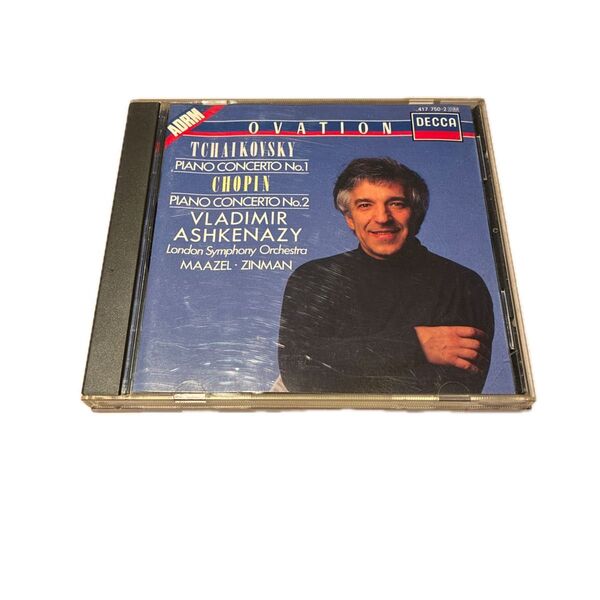 ADRM
417 750-2
OVATION
DECCA
TCHAIKOVSKY
PIANO CONCERTO No.1
CHOPIN
PIANO CONCERTO No.2
VLADIMIR
ASHKENAZY
London Symphony Orchestra
MAAZEL · ZINMAN